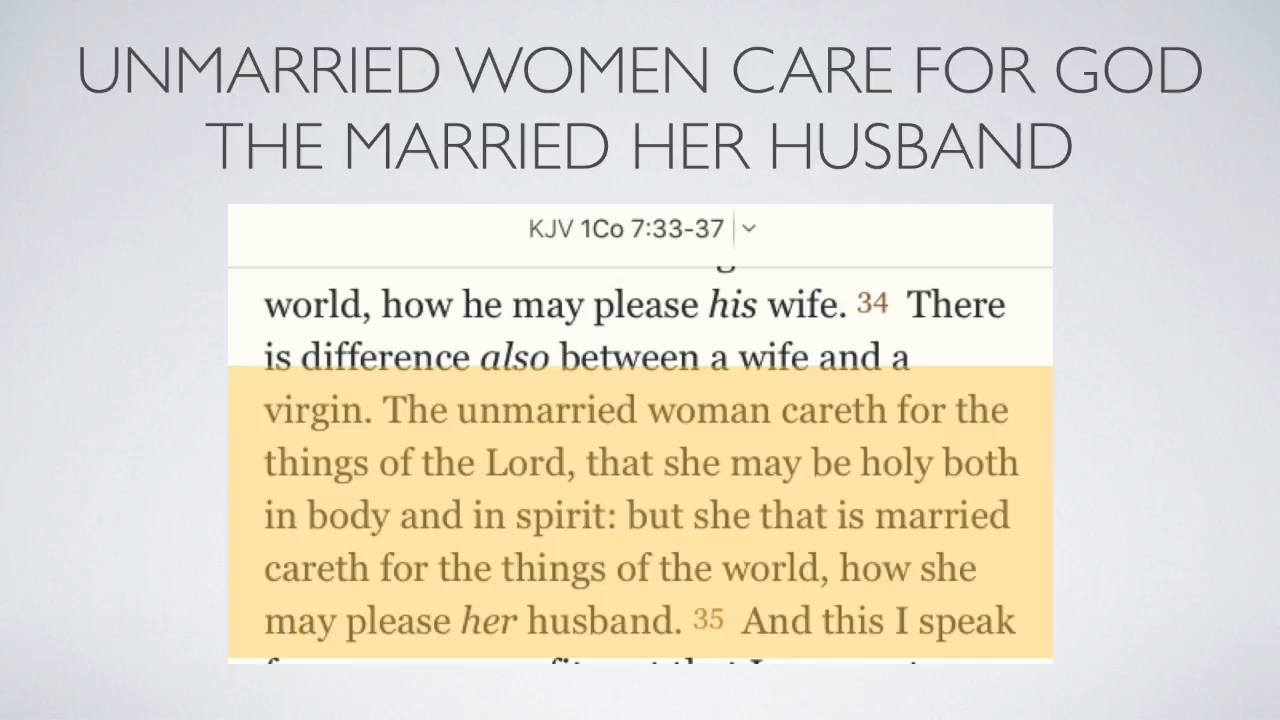 UNMARRIED WOMEN CARE FOR GOD
THE MARRIED HER HUSBAND
KJV 1Co 7:33-37
world, how he may please his wife. 34 There
is difference also between a wife and a
virgin. The unmarried woman careth for the
things of the Lord, that she may be holy both
in body and in spirit: but she that is married
careth for the things of the world, how she
may please her husband. 35 And this I speak